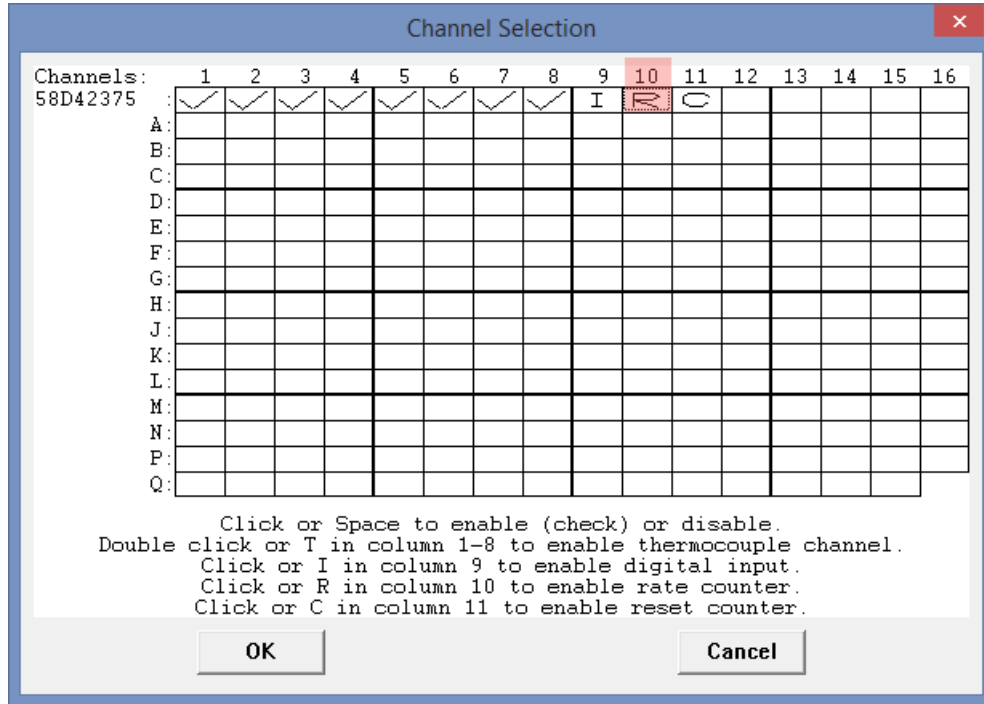 Channel Selection
×
Channels: 1 2 3 4 5 6 7 8 9 10 11 12 13 14 15 16
58D42375 : I R C
A:
B:
C:
D:
E:
F:
G:
H:
J:
K:
L:
M:
N:
P:
Q:
Click or Space to enable (check) or disable.
Double click or T in column 1-8 to enable thermocouple channel.
Click or I in column 9 to enable digital input.
Click or R in column 10 to enable rate counter.
Click or C in column 11 to enable reset counter.
OK Cancel